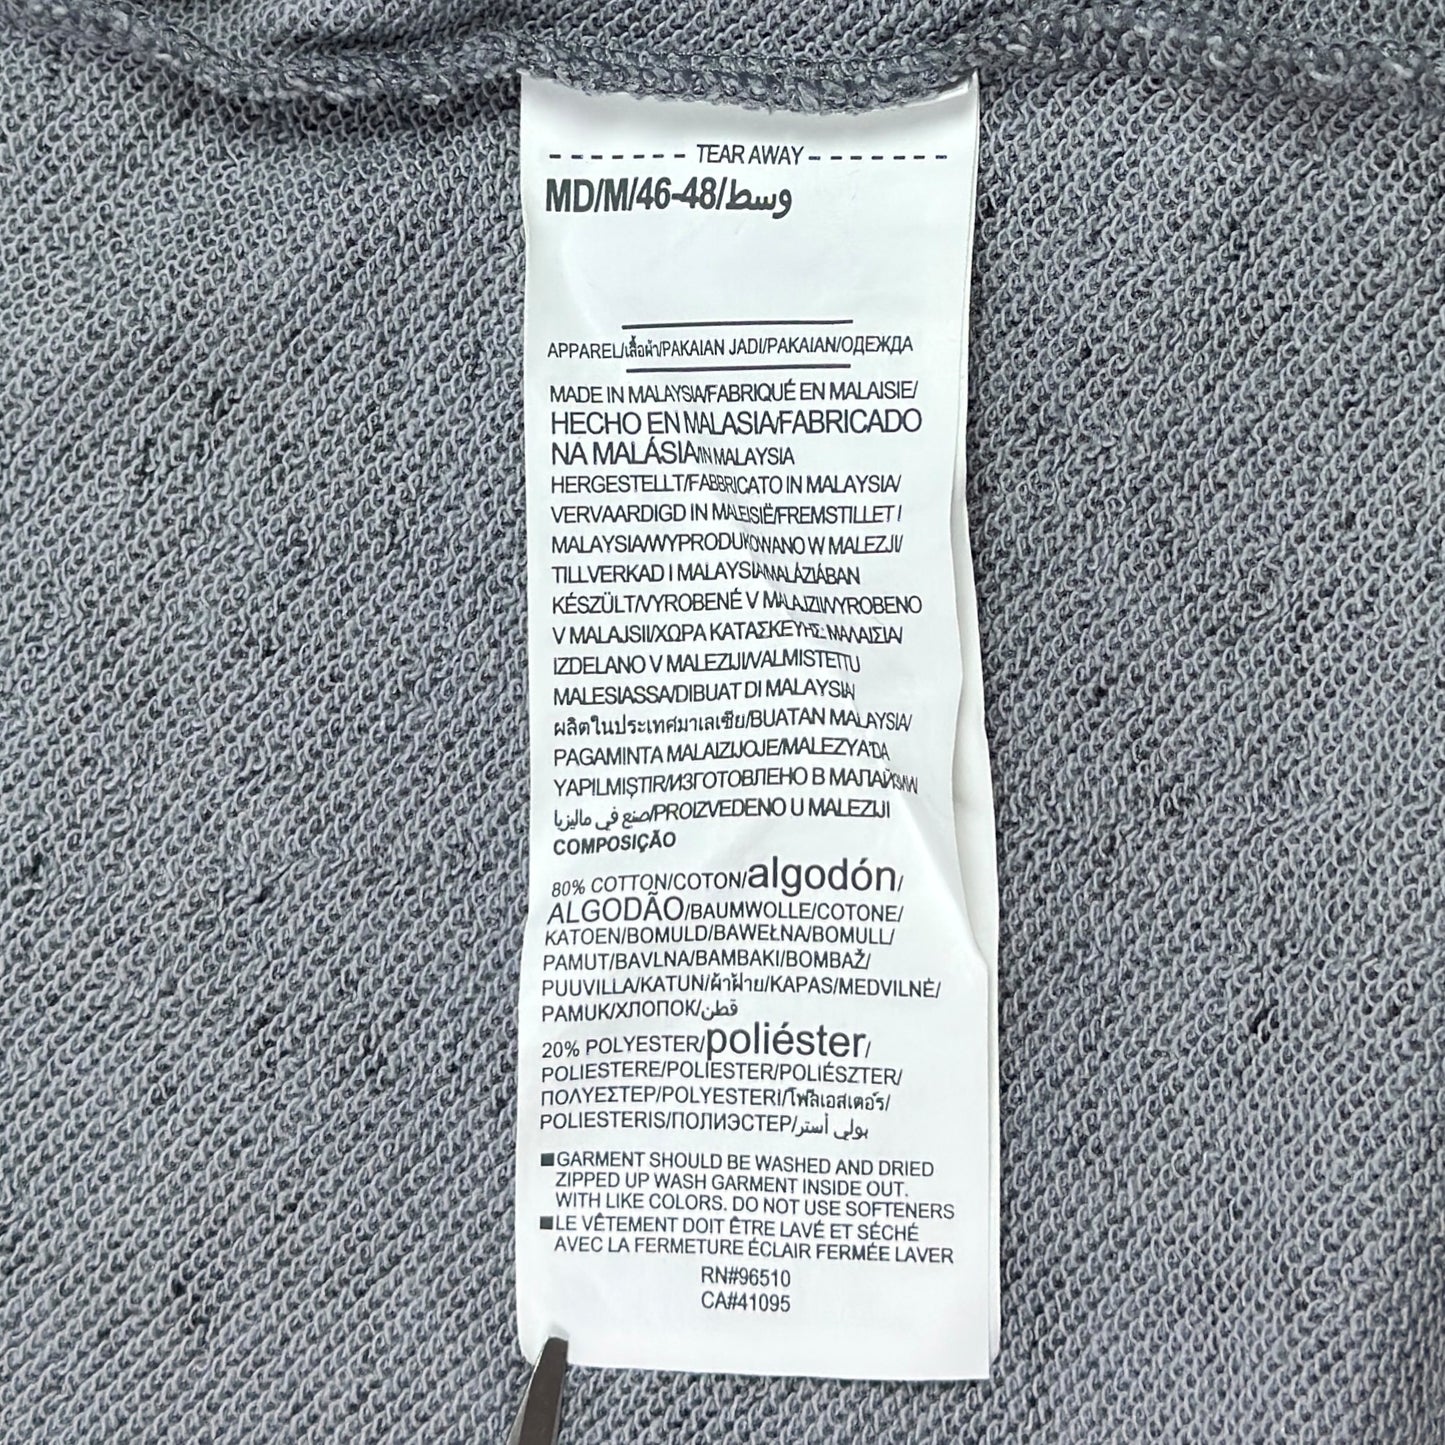 TEAR AWAY
MD/M/46-48/وسط
APPAREL/เสื้อผ้า/PAKAIAN JADI/PAKAIAN/ОДЕЖДА
MADE IN MALAYSIA/FABRIQUÉ EN MALAISIE/
HECHO EN MALASIA/FABRICADO
NA MALÁSIA/IN MALAYSIA
HERGESTELLT/FABBRICATO IN MALAYSIA/
VERVAARDIGD IN MALEISIË/FREMSTILLET I
MALAYSIA/WYPRODUKOWANO W MALEZJI/
TILLVERKAD I MALAYSIA/MALÁZIÁBAN
KÉSZÜLT/VYROBENÉ V MALAJZII/VYROBENO
V MALAJSII/ΧΩΡΑ ΚΑΤΑΣΚΕΥΗΣ: ΜΑΛΑΙΣΙΑ/
IZDELANO V MALEZIJI/VALMISTETTU
MALESIASSA/DIBUAT DI MALAYSIA/
ผลิตในประเทศมาเลเซีย/BUATAN MALAYSIA/
PAGAMINTA MALAIZIJOJE/MALEZYA'DA
YAPILMIŞTIR/ИЗГОТОВЛЕНО В МАЛАЙЗИИ/
صنع في ماليزيا/PROIZVEDENO U MALEZIJI
COMPOSIÇÃO
80% COTTON/COTON/algodón/
ALGODÃO/BAUMWOLLE/COTONE/
KATOEN/BOMULD/BAWEŁNA/BOMULL/
PAMUT/BAVLNA/BAMBAKI/BOMBAŽ/
PUUVILLA/KATUN/ผ้าฝ้าย/KAPAS/MEDVILNĖ/
PAMUK/ХЛОПОК/قطن
20% POLYESTER/poliéster/
POLIESTERE/POLIESTER/POLIÉSZTER/
ΠΟΛΥΕΣΤΕΡ/POLYESTERI/โพลีเอสเตอร์/
POLIESTERIS/ПОЛИЭСТЕР/بولي أستر
■GARMENT SHOULD BE WASHED AND DRIED
ZIPPED UP WASH GARMENT INSIDE OUT.
WITH LIKE COLORS. DO NOT USE SOFTENERS
■LE VÊTEMENT DOIT ÊTRE LAVÉ ET SÉCHÉ
AVEC LA FERMETURE ÉCLAIR FERMÉE LAVER
RN#96510
CA#41095